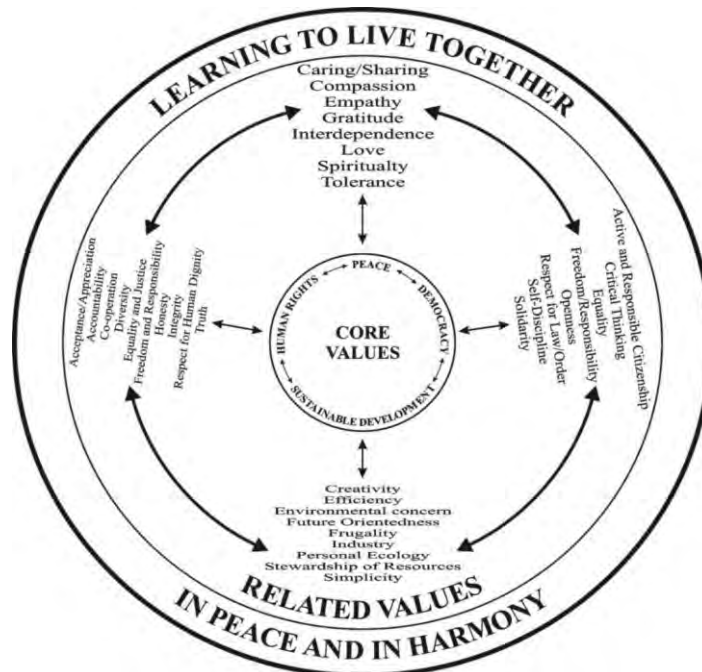 LEARNING TO LIVE TOGETHER
Caring/Sharing
Compassion
Empathy
Gratitude
Interdependence
Love
Spiritualty
Tolerance
Acceptance/Appreciation
Accountability
Co-operation
Diversity
Equality and Justice
Freedom and Responsibility
Honesty
Integrity
Respect for Human Dignity
Truth
HUMAN RIGHTS
PEACE
DEMOCRACY
SUSTAINABLE DEVELOPMENT
CORE
VALUES
Active and Responsible Citizenship
Critical Thinking
Equality
Freedom/Responsibility
Openness
Respect for Law/Order
Self-Discipline
Solidarity
Creativity
Efficiency
Environmental concern
Future Orientedness
Frugality
Industry
Personal Ecology
Stewardship of Resources
Simplicity
RELATED VALUES
IN PEACE AND IN HARMONY